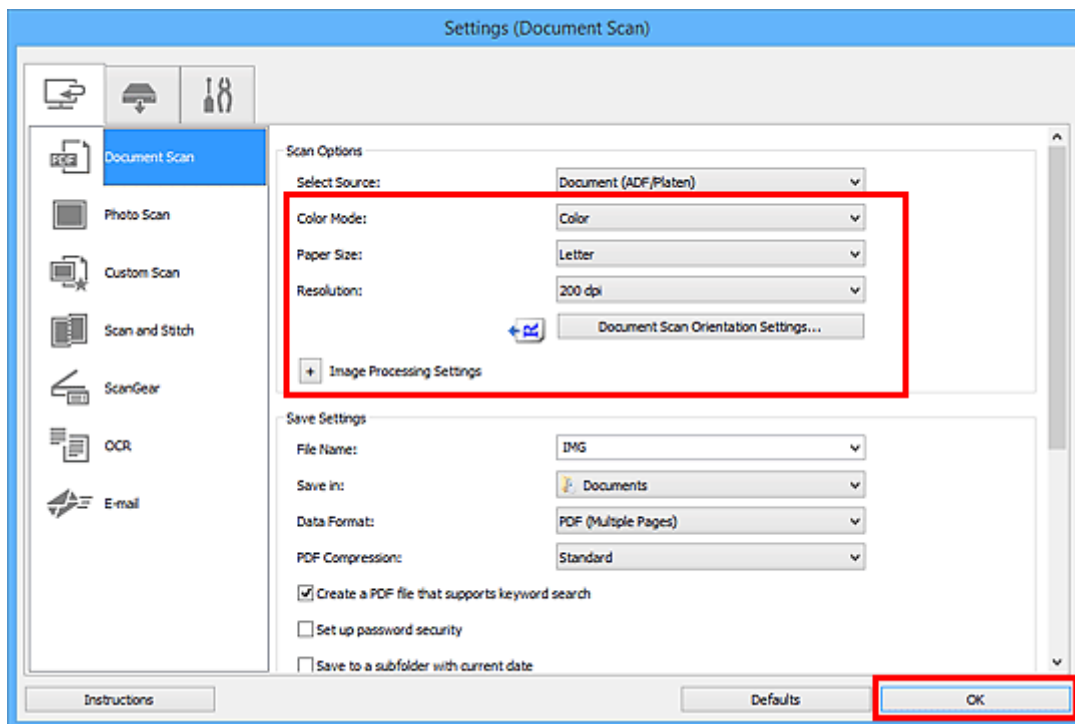 Settings (Document Scan)
PDF
Document Scan
Photo Scan
Custom Scan
Scan and Stitch
ScanGear
OCR
E-mail
Scan Options
Select Source: Document (ADF/Platen)
Color Mode: Color
Paper Size: Letter
Resolution: 200 dpi
R Document Scan Orientation Settings...
+ Image Processing Settings
Save Settings
File Name: IMG
Save in: Documents
Data Format: PDF (Multiple Pages)
PDF Compression: Standard
Create a PDF file that supports keyword search
Set up password security
Save to a subfolder with current date
Instructions Defaults OK